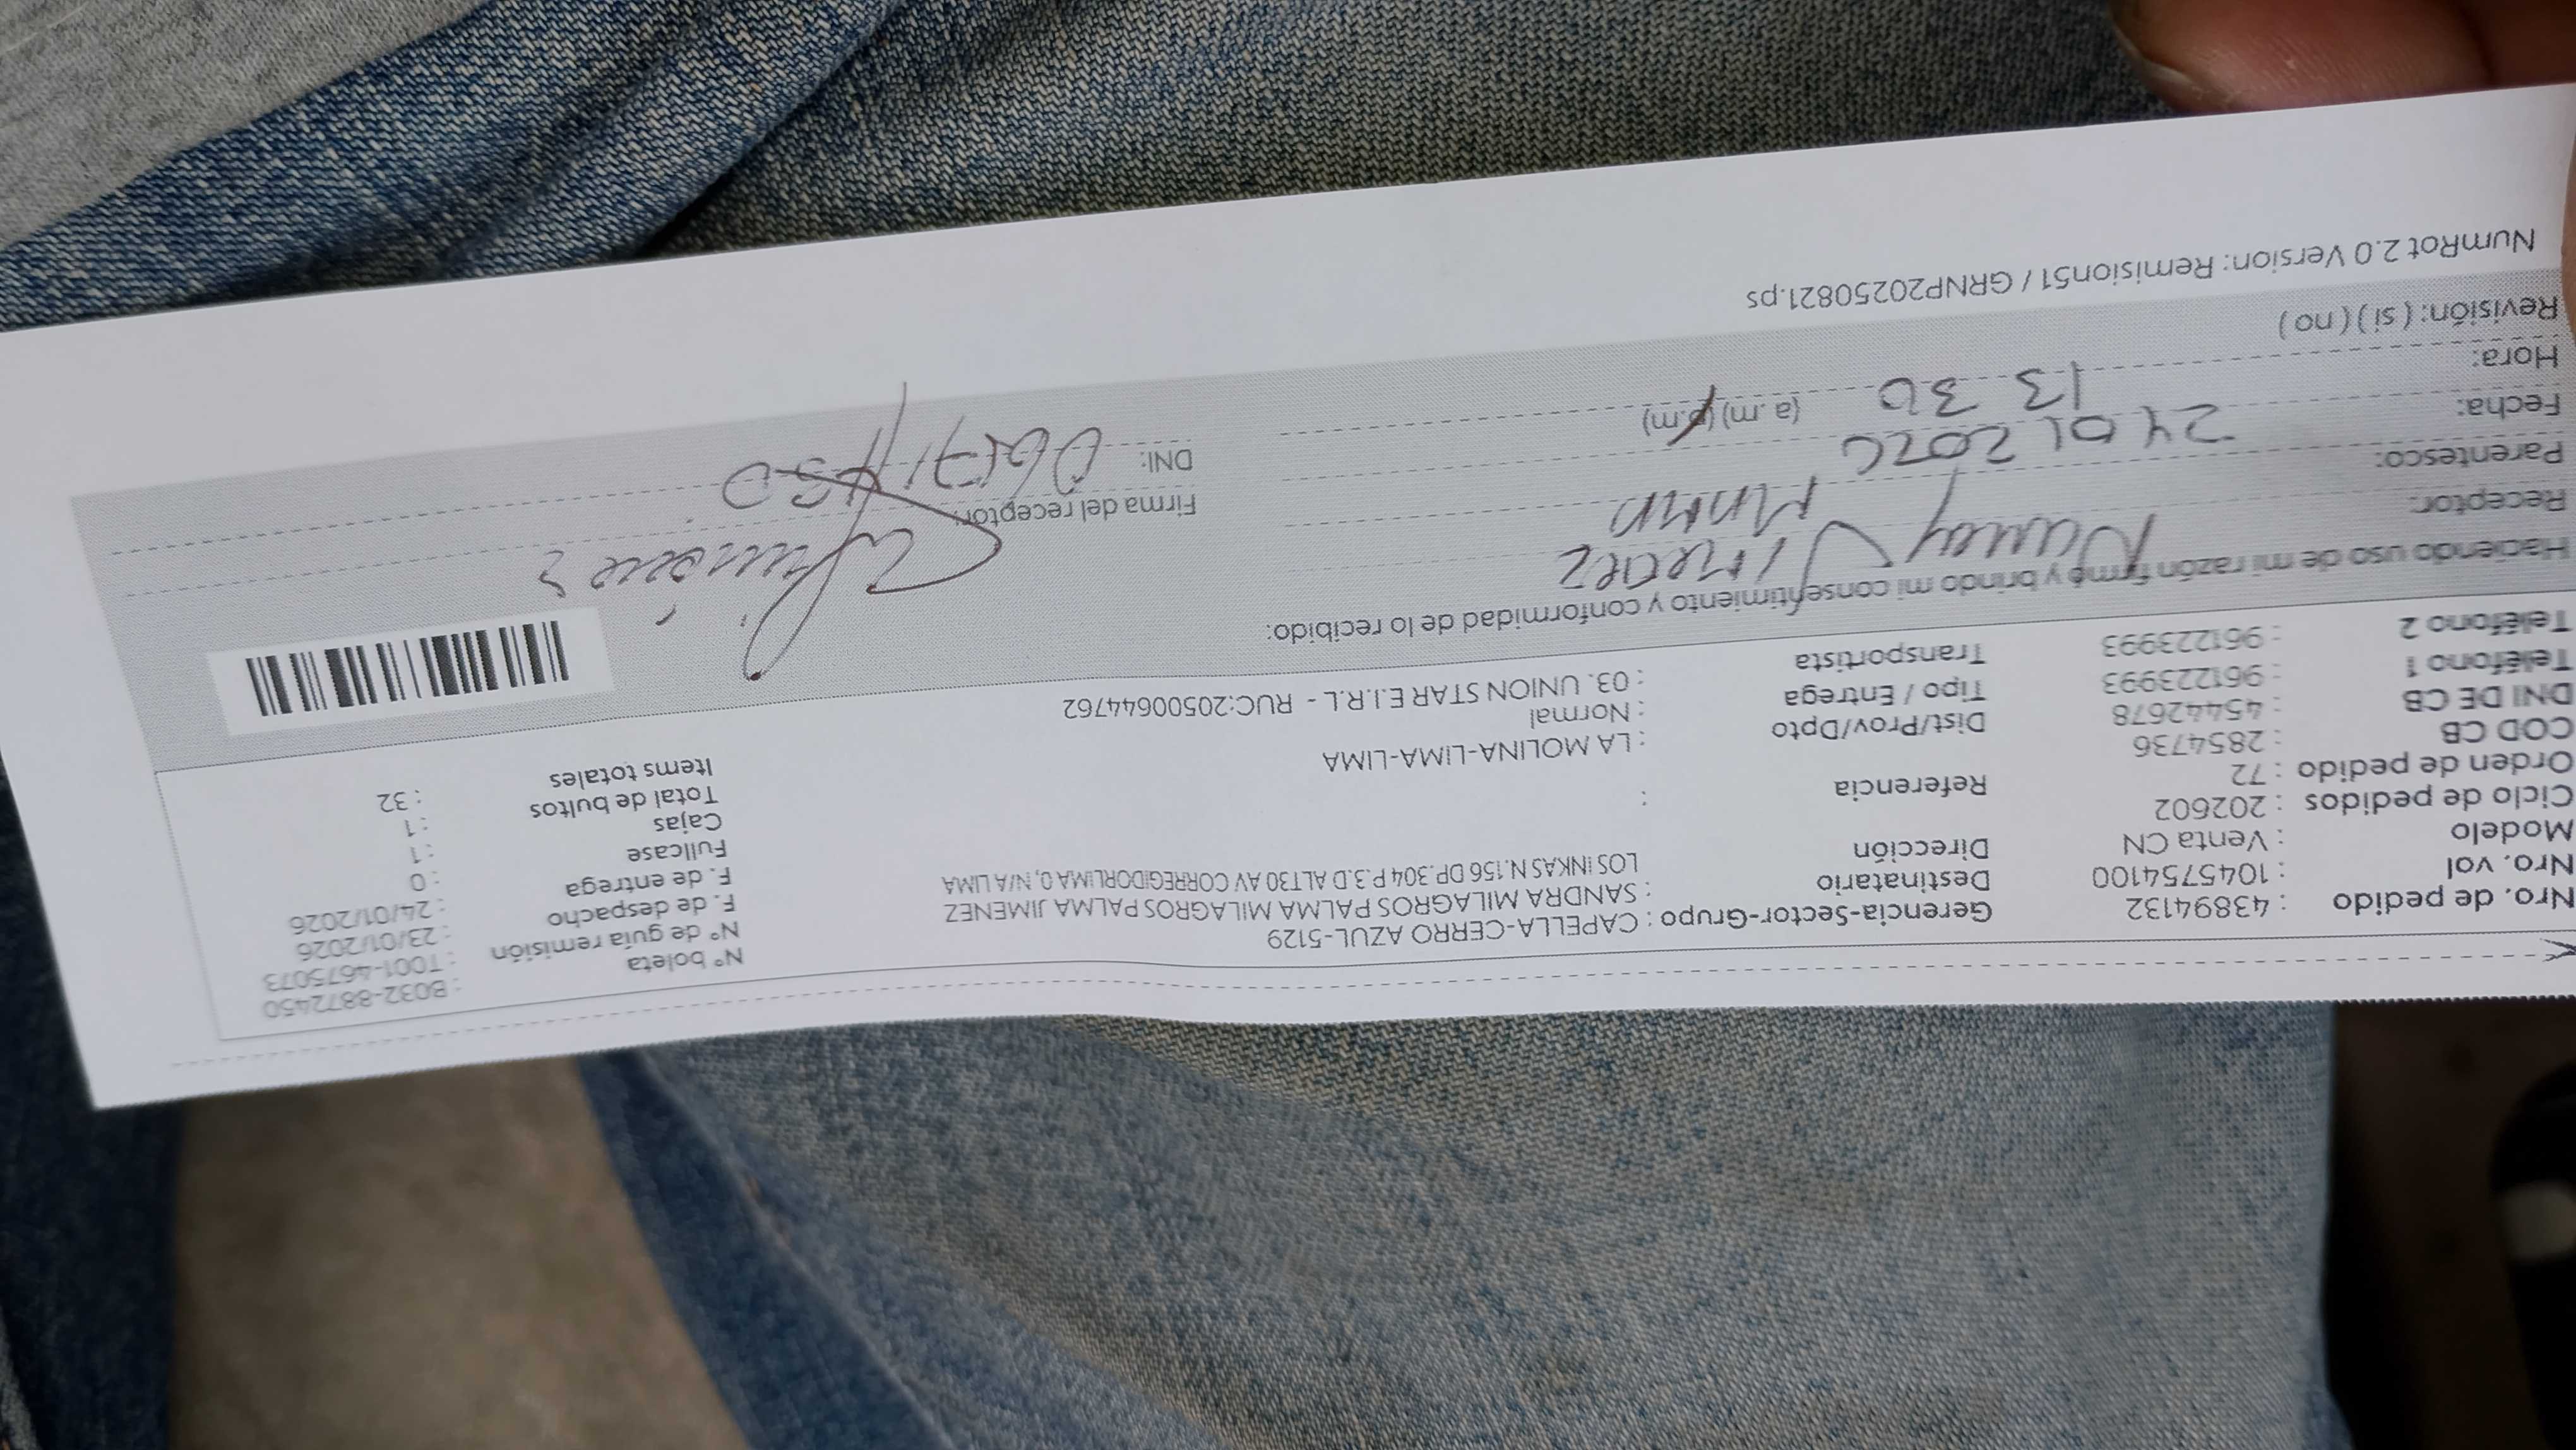 Nro. de pedido : 43894132
Nro. vol : 1045754100
Modelo : Venta CN
Ciclo de pedidos : 202602
Orden de pedido : 72
COD CB : 2854736
DNI DE CB : 45442678
Teléfono 1 : 961223993
Teléfono 2 : 961223993
Gerencia-Sector-Grupo : CAPELLA-CERRO AZUL-5129
Destinatario : SANDRA MILAGROS PALMA MILAGROS PALMA JIMENEZ
Dirección LOS INKAS N.156 DP.304 P.3.D ALT30 AV CORREGIDORLIMA 0, N/A LIMA
Referencia :
Dist/Prov/Dpto : LA MOLINA-LIMA-LIMA
Tipo / Entrega : Normal
Transportista : 03. UNION STAR E.I.R.L - RUC:20500644762
N° boleta : B032-8872450
N° de guía remisión : T001-4675073
F. de despacho : 23/01/2026
F. de entrega : 24/01/2026
Fullcase : 0
Cajas : 1
Total de bultos : 1
Items totales : 32
Haciendo uso de mi razón firmo y brindo mi consentimiento y conformidad de lo recibido:
Receptor: Nancy Jimenez
Parentesco: MAMA
Fecha: 24 01 2026
Hora: 13 30 (a.m) (p.m)
Revisión: (si) (no)
Firma del receptor:
DNI:
NumRot 2.0 Version: Remision51 / GRNP20250821.ps